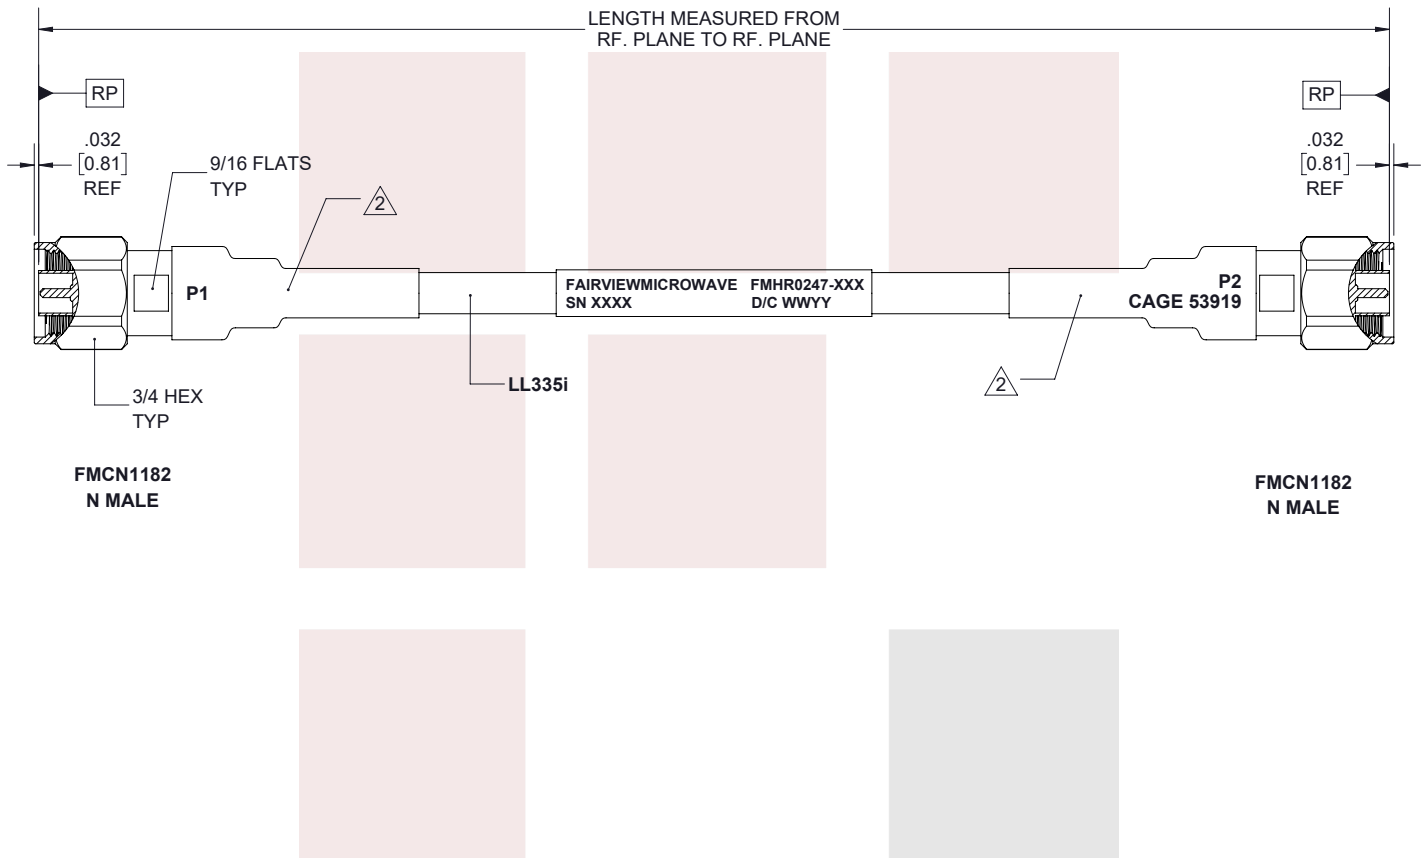 LENGTH MEASURED FROM
RF. PLANE TO RF. PLANE
RP
RP
.032
[0.81]
REF
9/16 FLATS
TYP
2
.032
[0.81]
REF
P1
FAIRVIEWMICROWAVE FMHR0247-XXX
SN XXXX D/C WWYY
P2
CAGE 53919
LL335i
2
3/4 HEX
TYP
FMCN1182
N MALE
FMCN1182
N MALE